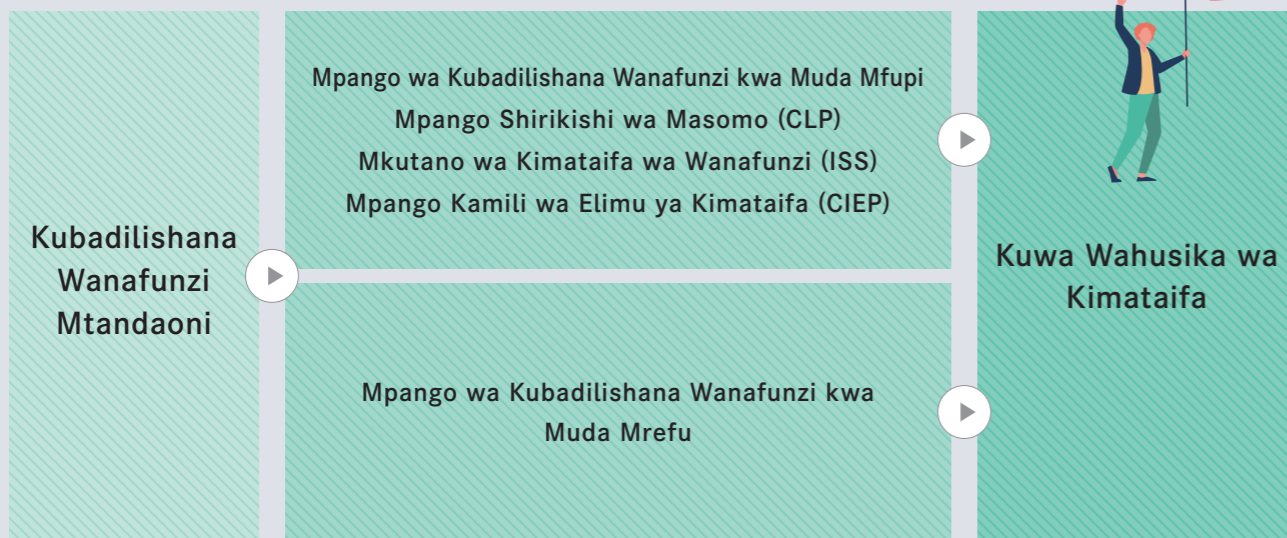 Kubadilishana
Wanafunzi
Mtandaoni
Mpango wa Kubadilishana Wanafunzi kwa Muda Mfupi
Mpango Shirikishi wa Masomo (CLP)
Mkutano wa Kimataifa wa Wanafunzi (ISS)
Mpango Kamili wa Elimu ya Kimataifa (CIEP)
Mpango wa Kubadilishana Wanafunzi kwa
Muda Mrefu
Kuwa Wahusika wa
Kimataifa